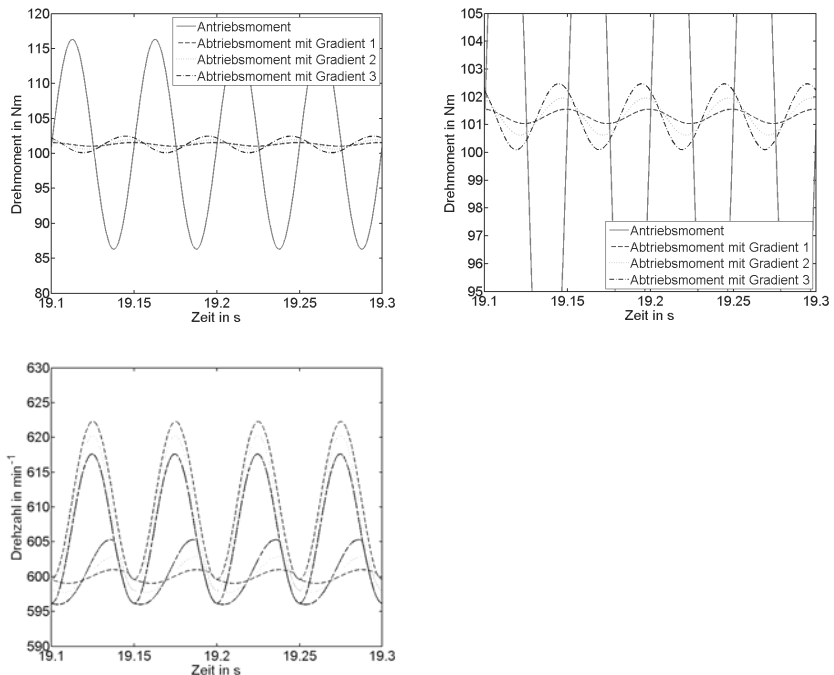 120
115
110
105
100
95
90
85
80
Drehmoment in Nm
Antriebsmoment
Abtriebsmoment mit Gradient 1
Abtriebsmoment mit Gradient 2
Abtriebsmoment mit Gradient 3
19.1 19.15 19.2 19.25 19.3
Zeit in s
105
104
103
102
101
100
99
98
97
96
95
Drehmoment in Nm
Antriebsmoment
Abtriebsmoment mit Gradient 1
Abtriebsmoment mit Gradient 2
Abtriebsmoment mit Gradient 3
19.1 19.15 19.2 19.25 19.3
Zeit in s
630
625
620
615
610
605
600
595
590
Drehzahl in min⁻¹
19.1 19.15 19.2 19.25 19.3
Zeit in s